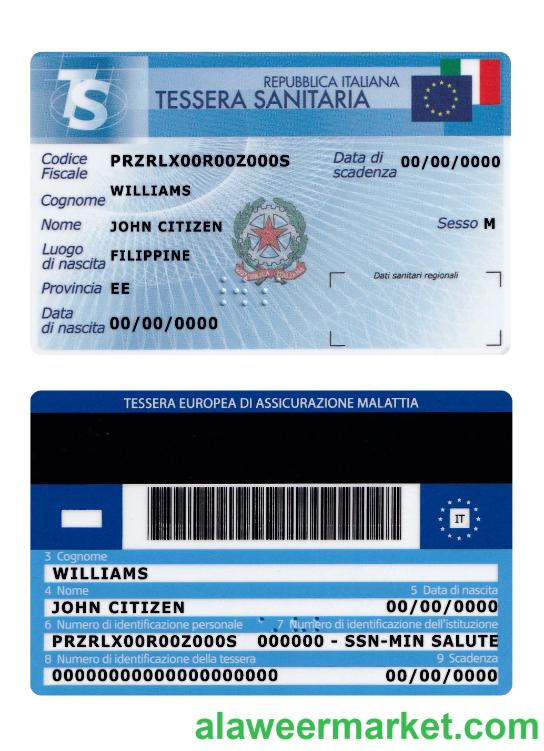 TS
REPUBBLICA ITALIANA
TESSERA SANITARIA
Codice Fiscale PRZRLX00R00Z000S
Data di scadenza 00/00/0000
Cognome WILLIAMS
Nome JOHN CITIZEN
Sesso M
Luogo di nascita FILIPPINE
Dati sanitari regionali
Provincia EE
Data di nascita 00/00/0000
TESSERA EUROPEA DI ASSICURAZIONE MALATTIA
IT
3 Cognome
WILLIAMS
4 Nome 5 Data di nascita
JOHN CITIZEN 00/00/0000
6 Numero di identificazione personale 7 Numero di identificazione dell'istituzione
PRZRLX00R00Z000S 000000 - SSN-MIN SALUTE
8 Numero di identificazione della tessera 9 Scadenza
00000000000000000000 00/00/0000
alaweermarket.com